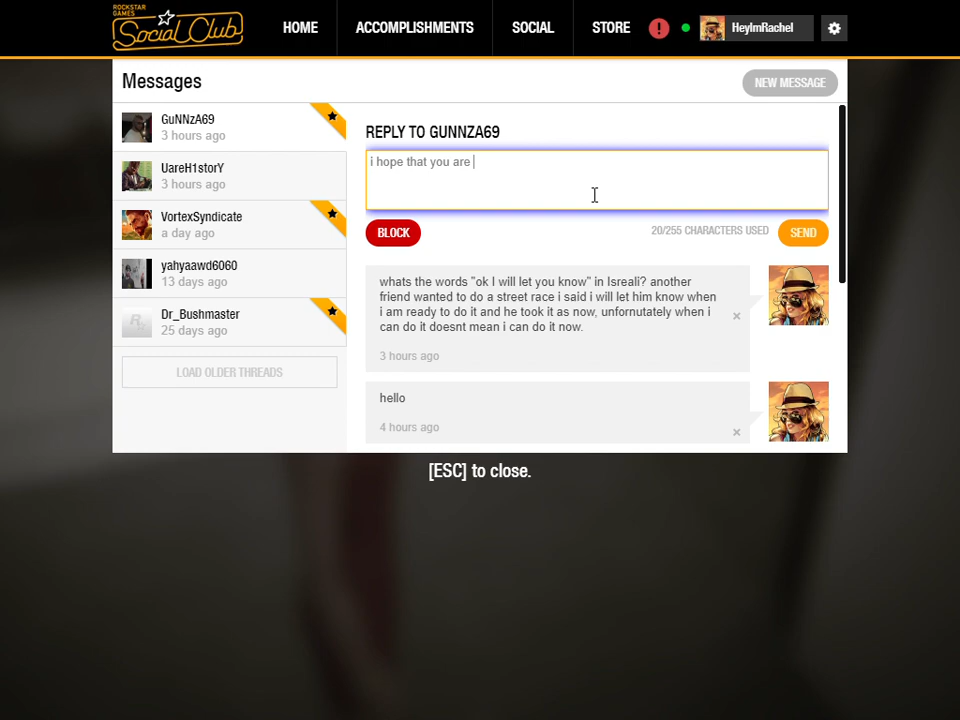 ROCKSTAR
GAMES
Social Club
HOME
ACCOMPLISHMENTS
SOCIAL
STORE
!
HeyImRachel
Messages
NEW MESSAGE
GuNNzA69
3 hours ago
UareH1storY
3 hours ago
VortexSyndicate
a day ago
yahyaawd6060
13 days ago
Dr_Bushmaster
25 days ago
LOAD OLDER THREADS
REPLY TO GUNNZA69
i hope that you are
BLOCK
20/255 CHARACTERS USED
SEND
whats the words "ok I will let you know" in Isreali? another
friend wanted to do a street race i said i will let him know when
i am ready to do it and he took it as now, unfornutately when i
can do it doesnt mean i can do it now.
3 hours ago
hello
4 hours ago
[ESC] to close.